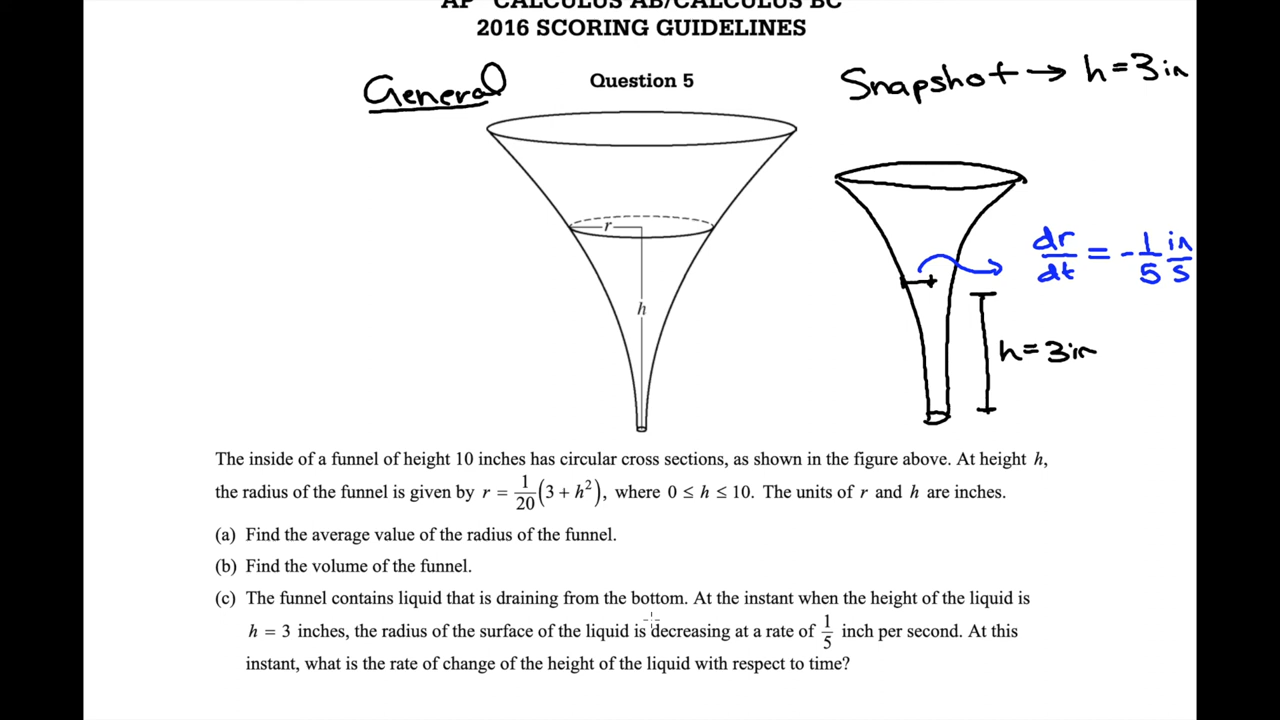 AP CALCULUS AB/CALCULUS BC
2016 SCORING GUIDELINES
General
Question 5
Snapshot → h = 3 in
r
h
dr/dt = -1/5 in/s
h = 3 in
The inside of a funnel of height 10 inches has circular cross sections, as shown in the figure above. At height h,
the radius of the funnel is given by r = 1/20 (3 + h²), where 0 ≤ h ≤ 10. The units of r and h are inches.
(a) Find the average value of the radius of the funnel.
(b) Find the volume of the funnel.
(c) The funnel contains liquid that is draining from the bottom. At the instant when the height of the liquid is
h = 3 inches, the radius of the surface of the liquid is decreasing at a rate of 1/5 inch per second. At this
instant, what is the rate of change of the height of the liquid with respect to time?